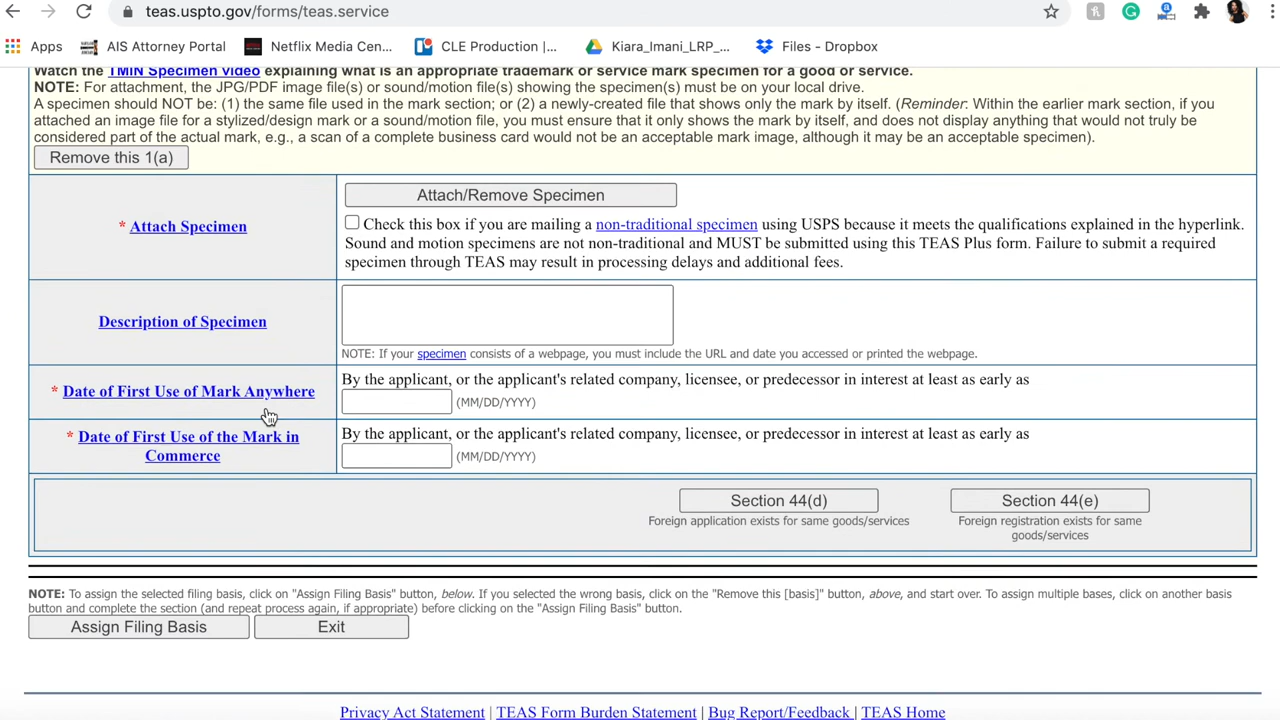 teas.uspto.gov/forms/teas.service
Apps AIS Attorney Portal Netflix Media Cen... CLE Production |... Kiara_Imani_LRP_... Files - Dropbox
Watch the TMIN Specimen video explaining what is an appropriate trademark or service mark specimen for a good or service.
NOTE: For attachment, the JPG/PDF image file(s) or sound/motion file(s) showing the specimen(s) must be on your local drive.
A specimen should NOT be: (1) the same file used in the mark section; or (2) a newly-created file that shows only the mark by itself. (Reminder: Within the earlier mark section, if you
attached an image file for a stylized/design mark or a sound/motion file, you must ensure that it only shows the mark by itself, and does not display anything that would not truly be
considered part of the actual mark, e.g., a scan of a complete business card would not be an acceptable mark image, although it may be an acceptable specimen).
Remove this 1(a)
Attach/Remove Specimen
* Attach Specimen
Check this box if you are mailing a non-traditional specimen using USPS because it meets the qualifications explained in the hyperlink.
Sound and motion specimens are not non-traditional and MUST be submitted using this TEAS Plus form. Failure to submit a required
specimen through TEAS may result in processing delays and additional fees.
Description of Specimen
NOTE: If your specimen consists of a webpage, you must include the URL and date you accessed or printed the webpage.
* Date of First Use of Mark Anywhere
By the applicant, or the applicant's related company, licensee, or predecessor in interest at least as early as
(MM/DD/YYYY)
* Date of First Use of the Mark in
Commerce
By the applicant, or the applicant's related company, licensee, or predecessor in interest at least as early as
(MM/DD/YYYY)
Section 44(d) Section 44(e)
Foreign application exists for same goods/services Foreign registration exists for same
goods/services
NOTE: To assign the selected filing basis, click on "Assign Filing Basis" button, below. If you selected the wrong basis, click on the "Remove this [basis]" button, above, and start over. To assign multiple bases, click on another basis
button and complete the section (and repeat process again, if appropriate) before clicking on the "Assign Filing Basis" button.
Assign Filing Basis Exit
Privacy Act Statement | TEAS Form Burden Statement | Bug Report/Feedback | TEAS Home